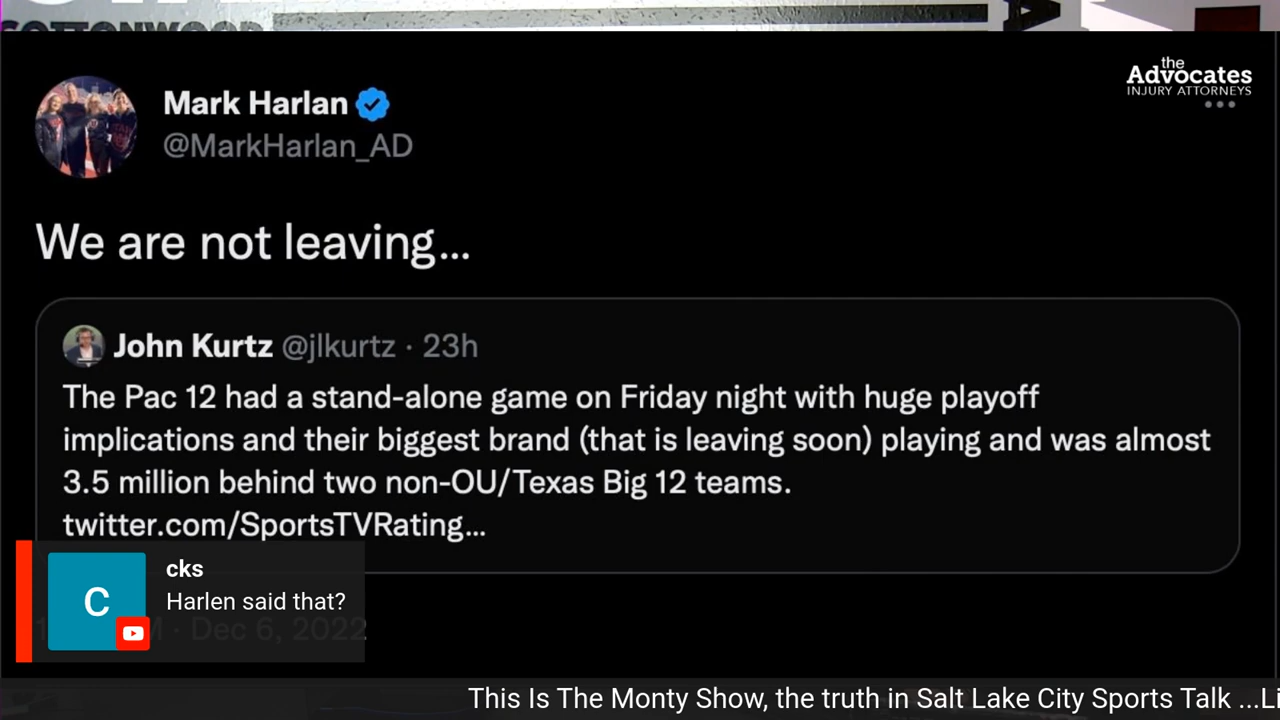 COTTONWOOD
the
Advocates
INJURY ATTORNEYS
Mark Harlan
@MarkHarlan_AD
We are not leaving...
John Kurtz @jlkurtz · 23h
The Pac 12 had a stand-alone game on Friday night with huge playoff
implications and their biggest brand (that is leaving soon) playing and was almost
3.5 million behind two non-OU/Texas Big 12 teams.
twitter.com/SportsTVRating...
C
cks
Harlen said that?
M · Dec 6, 2022
This Is The Monty Show, the truth in Salt Lake City Sports Talk ...Li